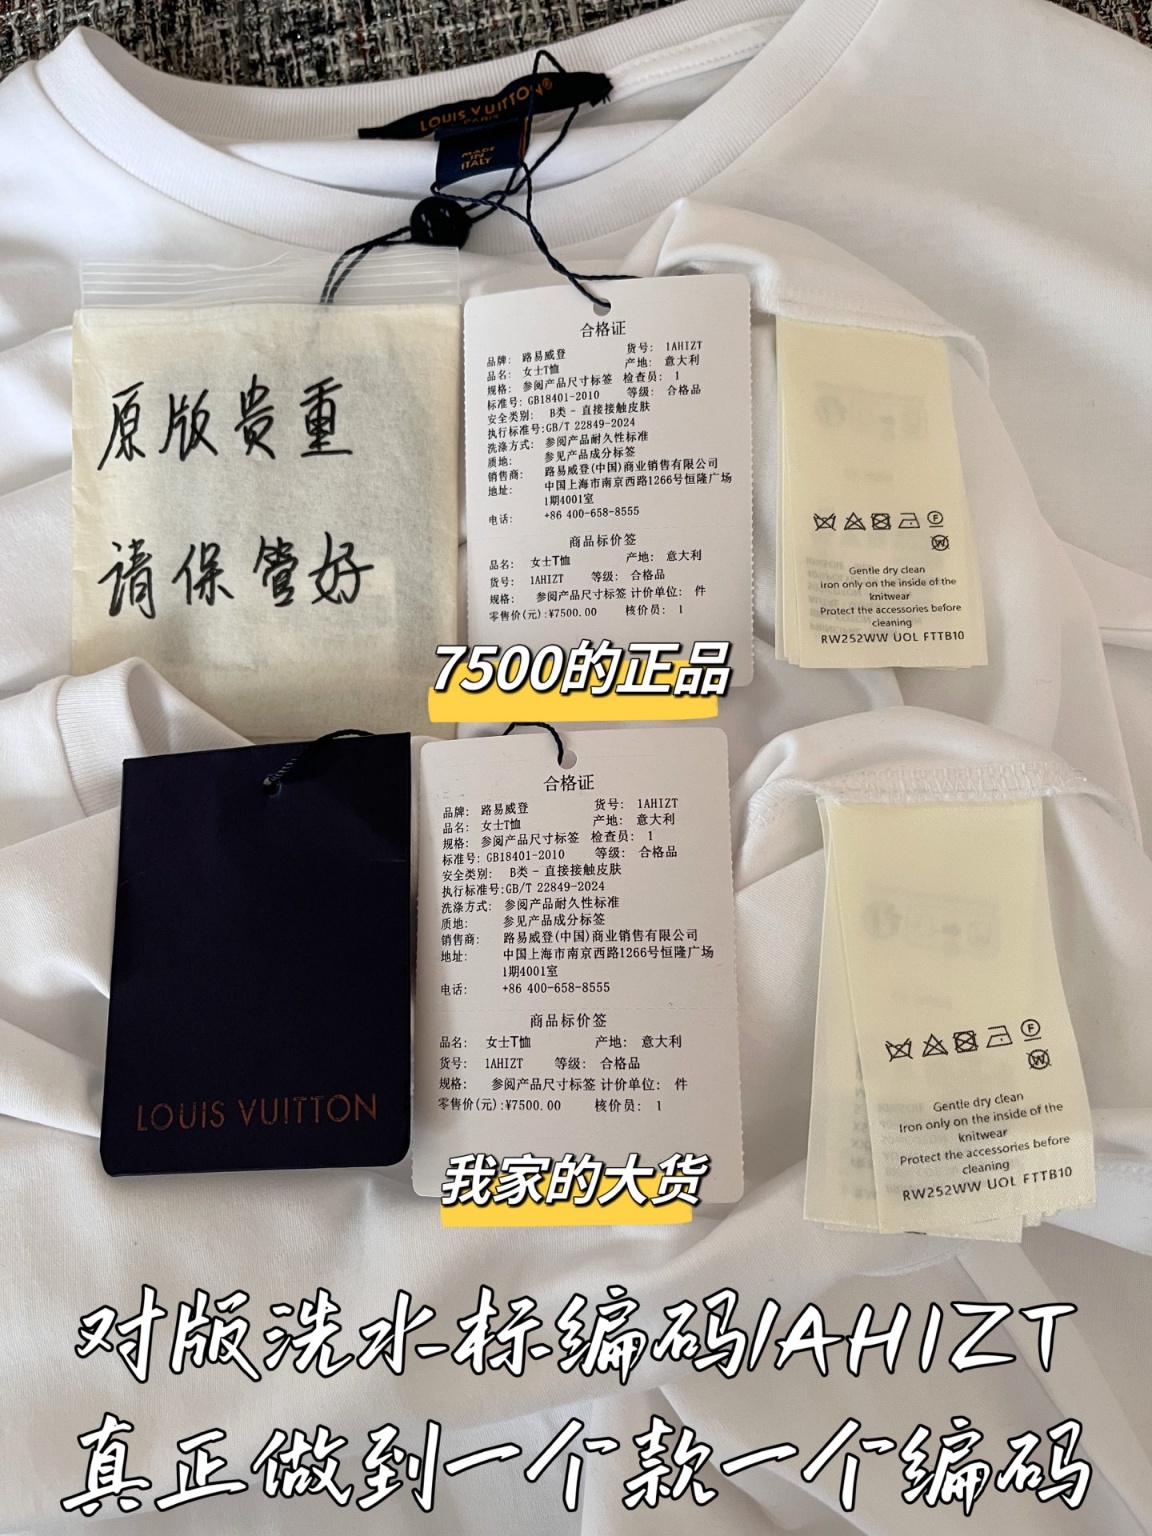 LOUIS VUITTON®
PARIS
MADE
IN
ITALY
原版贵重
请保管好
合格证
品牌: 路易威登 货号: 1AHIZT
品名: 女士T恤 产地: 意大利
规格: 参阅产品尺寸标签 检查员: 1
标准号: GB18401-2010 等级: 合格品
安全类别: B类 - 直接接触皮肤
执行标准号:GB/T 22849-2024
洗涤方式: 参阅产品耐久性标准
质地: 参见产品成分标签
销售商: 路易威登(中国)商业销售有限公司
地址: 中国上海市南京西路1266号恒隆广场
1期4001室
电话: +86 400-658-8555
商品标价签
品名: 女士T恤 产地: 意大利
货号: 1AHIZT 等级: 合格品
规格: 参阅产品尺寸标签 计价单位: 件
零售价(元):¥7500.00 核价员: 1
Gentle dry clean
Iron only on the inside of the
knitwear
Protect the accessories before
cleaning
RW252WW UOL FTTB10
7500的正品
LOUIS VUITTON
合格证
品牌: 路易威登 货号: 1AHIZT
品名: 女士T恤 产地: 意大利
规格: 参阅产品尺寸标签 检查员: 1
标准号: GB18401-2010 等级: 合格品
安全类别: B类 - 直接接触皮肤
执行标准号:GB/T 22849-2024
洗涤方式: 参阅产品耐久性标准
质地: 参见产品成分标签
销售商: 路易威登(中国)商业销售有限公司
地址: 中国上海市南京西路1266号恒隆广场
1期4001室
电话: +86 400-658-8555
商品标价签
品名: 女士T恤 产地: 意大利
货号: 1AHIZT 等级: 合格品
规格: 参阅产品尺寸标签 计价单位: 件
零售价(元):¥7500.00 核价员: 1
Gentle dry clean
Iron only on the inside of the
knitwear
Protect the accessories before
cleaning
RW252WW UOL FTTB10
我家的大货
对版洗水标编码1AHIZT
真正做到一个款一个编码